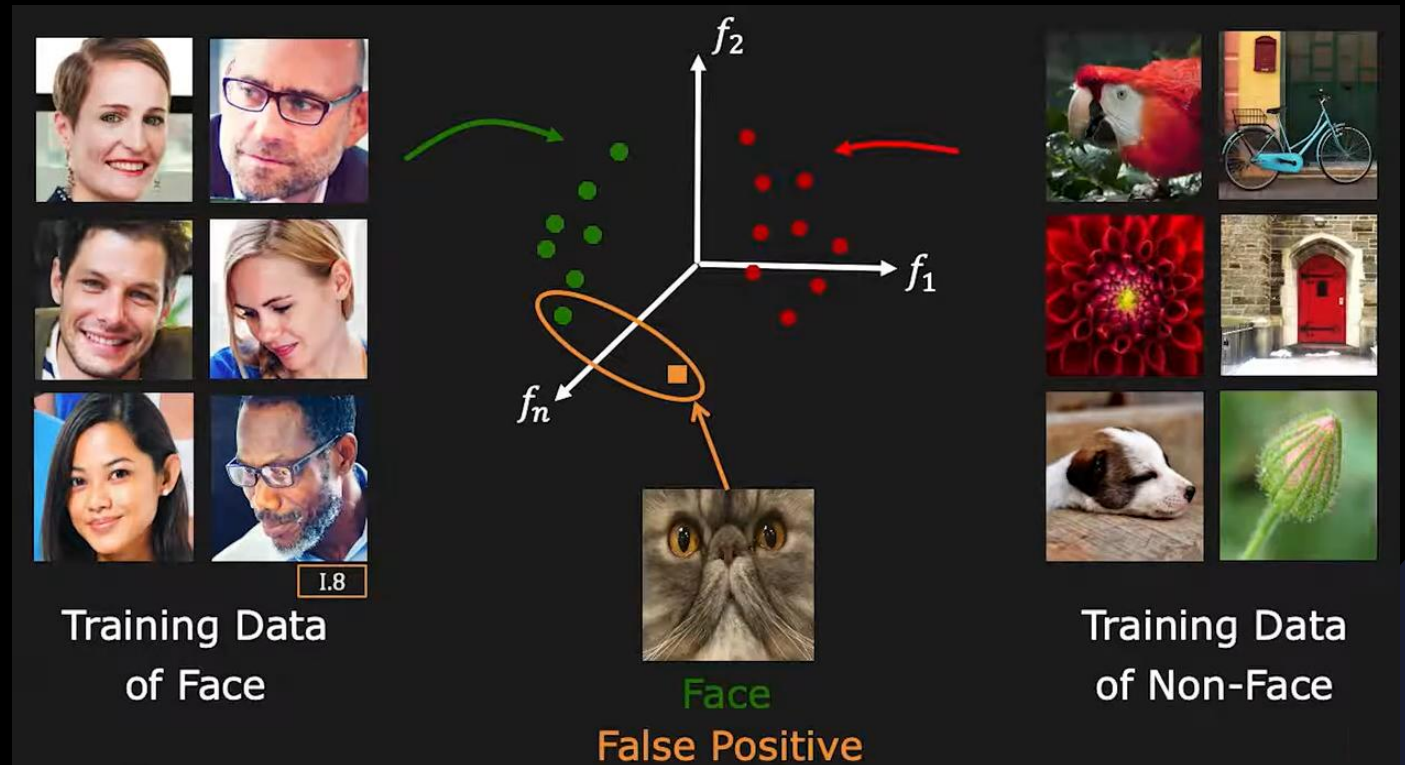 f₂
f₁
fₙ
I.8
Training Data
of Face
Face
False Positive
Training Data
of Non-Face